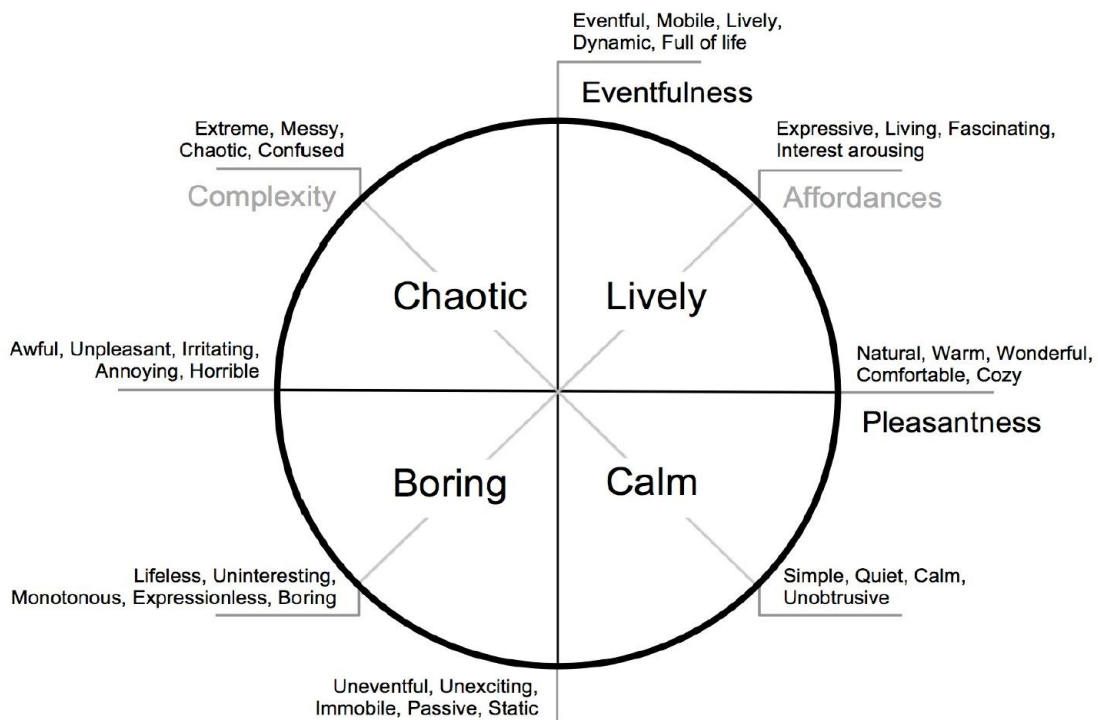 Eventful, Mobile, Lively,
Dynamic, Full of life
Eventfulness
Extreme, Messy,
Chaotic, Confused
Complexity
Expressive, Living, Fascinating,
Interest arousing
Affordances
Chaotic
Lively
Awful, Unpleasant, Irritating,
Annoying, Horrible
Natural, Warm, Wonderful,
Comfortable, Cozy
Pleasantness
Boring
Calm
Lifeless, Uninteresting,
Monotonous, Expressionless, Boring
Simple, Quiet, Calm,
Unobtrusive
Uneventful, Unexciting,
Immobile, Passive, Static